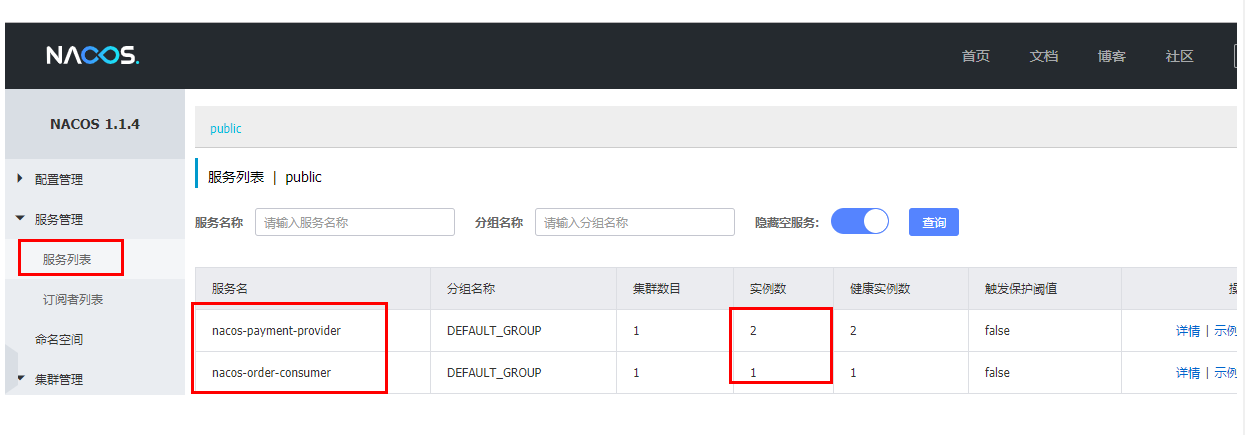 NACOS.
首页 文档 博客 社区
NACOS 1.1.4
public
配置管理
服务列表 | public
服务管理
服务名称 请输入服务名称 分组名称 请输入分组名称 隐藏空服务: 查询
服务列表
服务名 分组名称 集群数目 实例数 健康实例数 触发保护阈值
订阅者列表
nacos-payment-provider DEFAULT_GROUP 1 2 2 false 详情 | 示例
命名空间
nacos-order-consumer DEFAULT_GROUP 1 1 1 false 详情 | 示例
集群管理